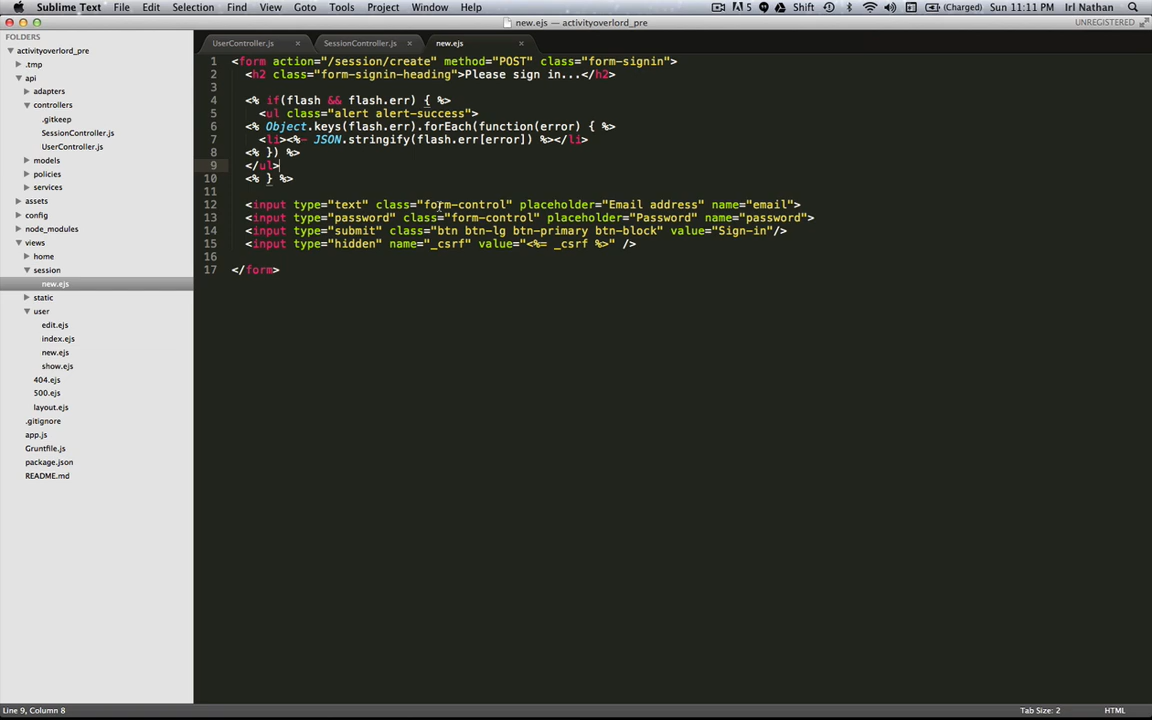 Sublime Text File Edit Selection Find View Goto Tools Project Window Help 5 Shift (Charged) Sun 11:11 PM Irl Nathan
new.ejs — activityoverlord_pre
UNREGISTERED
FOLDERS
activityoverlord_pre
.tmp
api
adapters
controllers
.gitkeep
SessionController.js
UserController.js
models
policies
services
assets
config
node_modules
views
home
session
new.ejs
static
user
edit.ejs
index.ejs
new.ejs
show.ejs
404.ejs
500.ejs
layout.ejs
.gitignore
app.js
Gruntfile.js
package.json
README.md
UserController.js × SessionController.js × new.ejs ×
1 <form action="/session/create" method="POST" class="form-signin">
2 <h2 class="form-signin-heading">Please sign in...</h2>
3
4 <% if(flash && flash.err) { %>
5 <ul class="alert alert-success">
6 <% Object.keys(flash.err).forEach(function(error) { %>
7 <li><%- JSON.stringify(flash.err[error]) %></li>
8 <% }) %>
9 </ul>
10 <% } %>
11
12 <input type="text" class="form-control" placeholder="Email address" name="email">
13 <input type="password" class="form-control" placeholder="Password" name="password">
14 <input type="submit" class="btn btn-lg btn-primary btn-block" value="Sign-in"/>
15 <input type="hidden" name="_csrf" value="<%= _csrf %>" />
16
17 </form>
Line 9, Column 8
Tab Size: 2
HTML